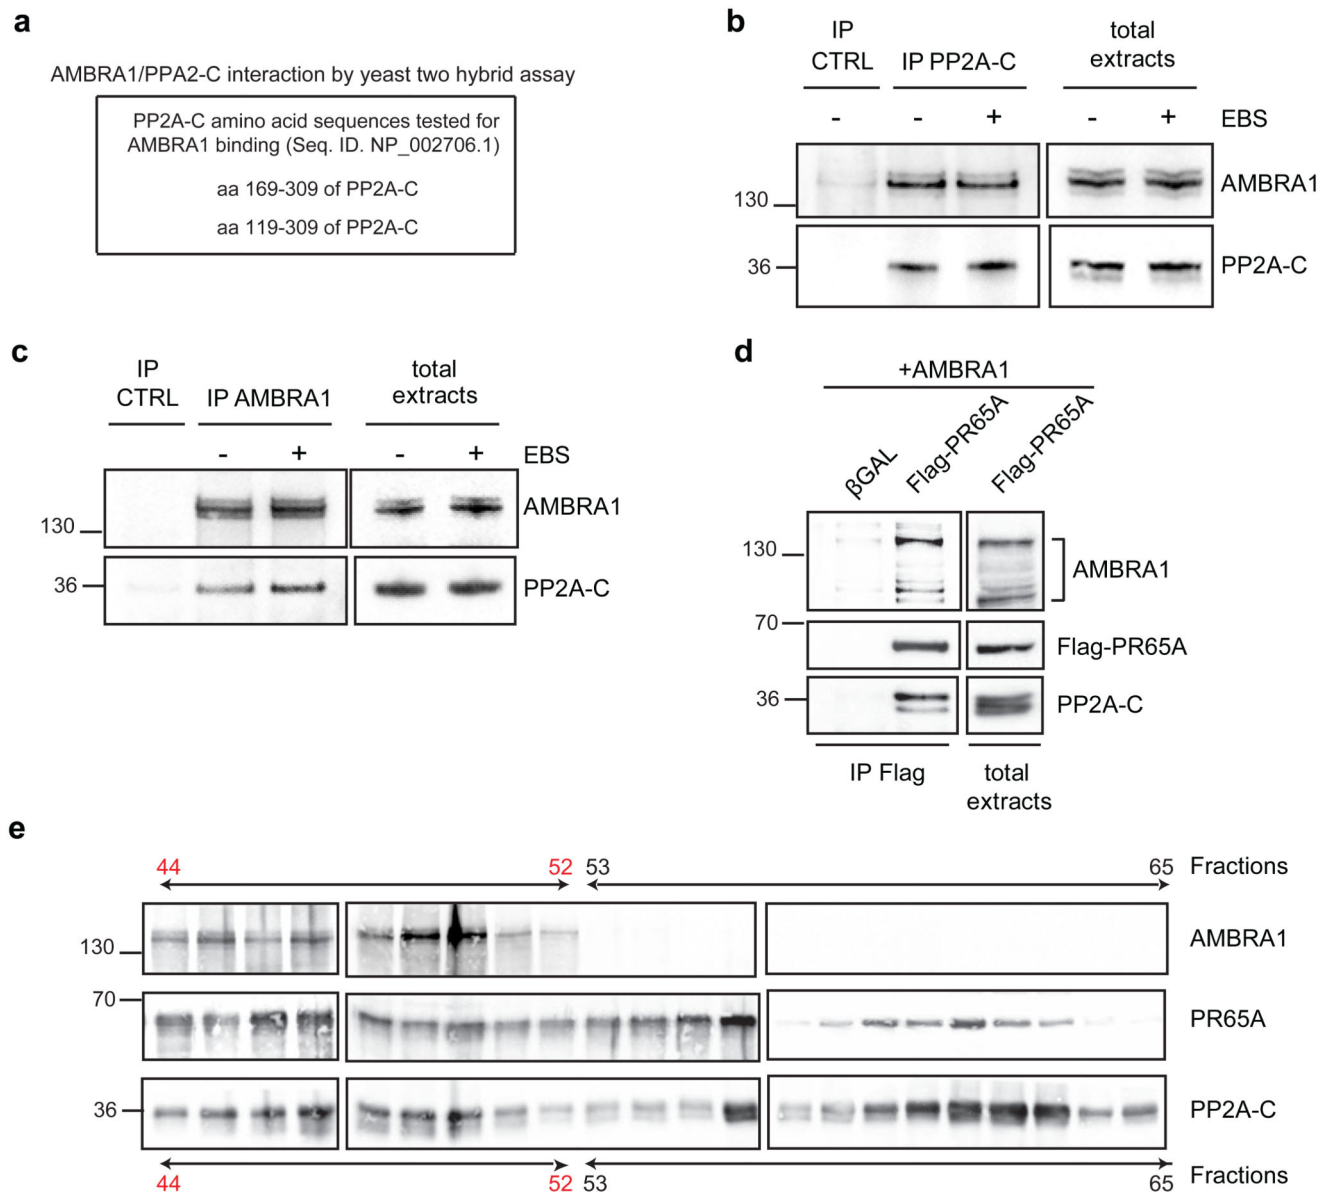 a
AMBRA1/PPA2-C interaction by yeast two hybrid assay
PP2A-C amino acid sequences tested for
AMBRA1 binding (Seq. ID. NP_002706.1)
aa 169-309 of PP2A-C
aa 119-309 of PP2A-C
b
IP
CTRL
IP PP2A-C
total
extracts
- - + - + EBS
130
AMBRA1
36
PP2A-C
c
IP
CTRL
IP AMBRA1
total
extracts
- + - + EBS
130
AMBRA1
36
PP2A-C
d
+AMBRA1
βGAL
Flag-PR65A
Flag-PR65A
130
AMBRA1
70
Flag-PR65A
36
PP2A-C
IP Flag
total
extracts
e
44 52 53 65 Fractions
130
AMBRA1
70
PR65A
36
PP2A-C
44 52 53 65 Fractions